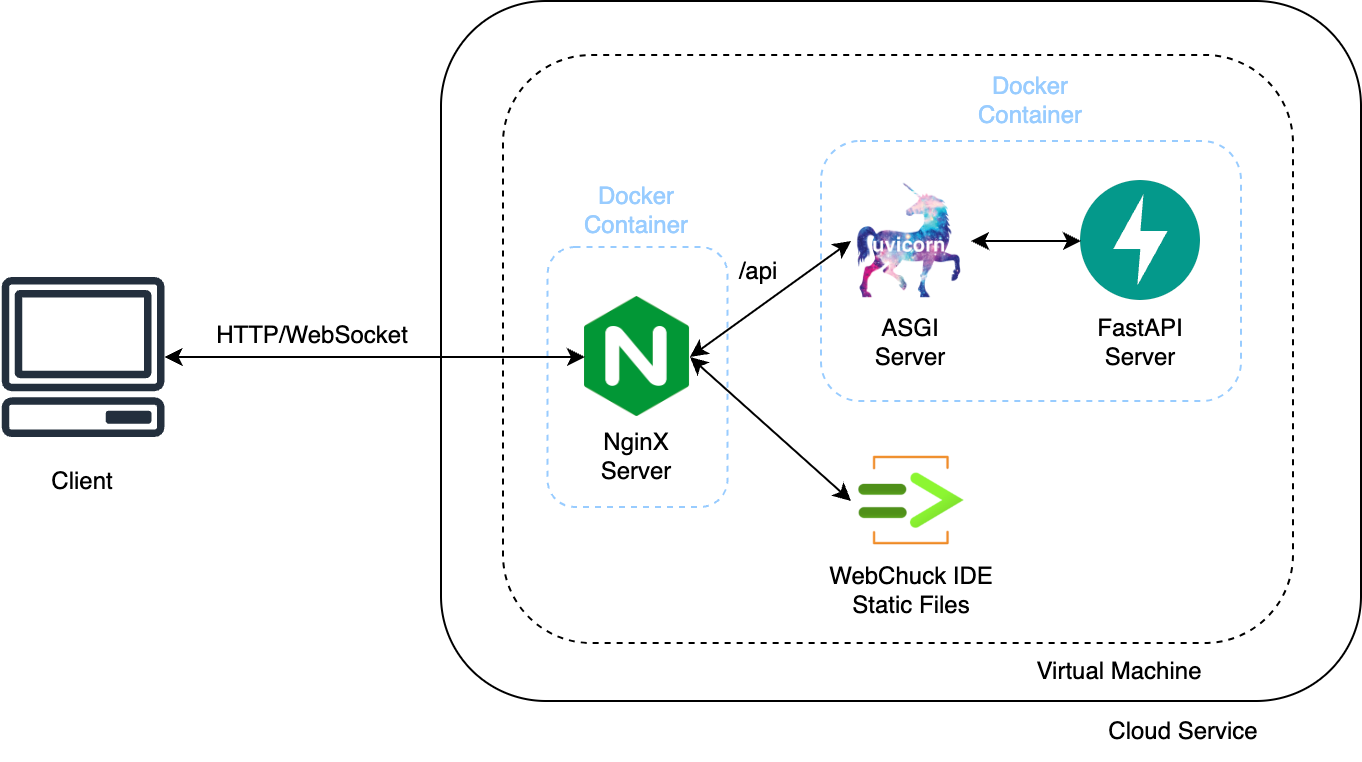 Docker
Container
Docker
Container
uvicorn
/api
HTTP/WebSocket
N
ASGI
Server
FastAPI
Server
NginX
Server
Client
WebChuck IDE
Static Files
Virtual Machine
Cloud Service